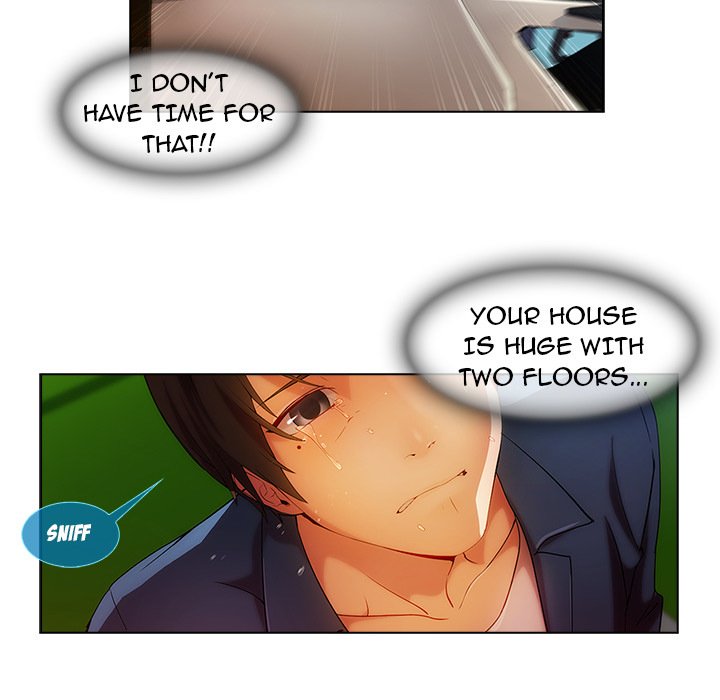 I DON'T
HAVE TIME FOR
THAT!!
YOUR HOUSE
IS HUGE WITH
TWO FLOORS...
SNIFF